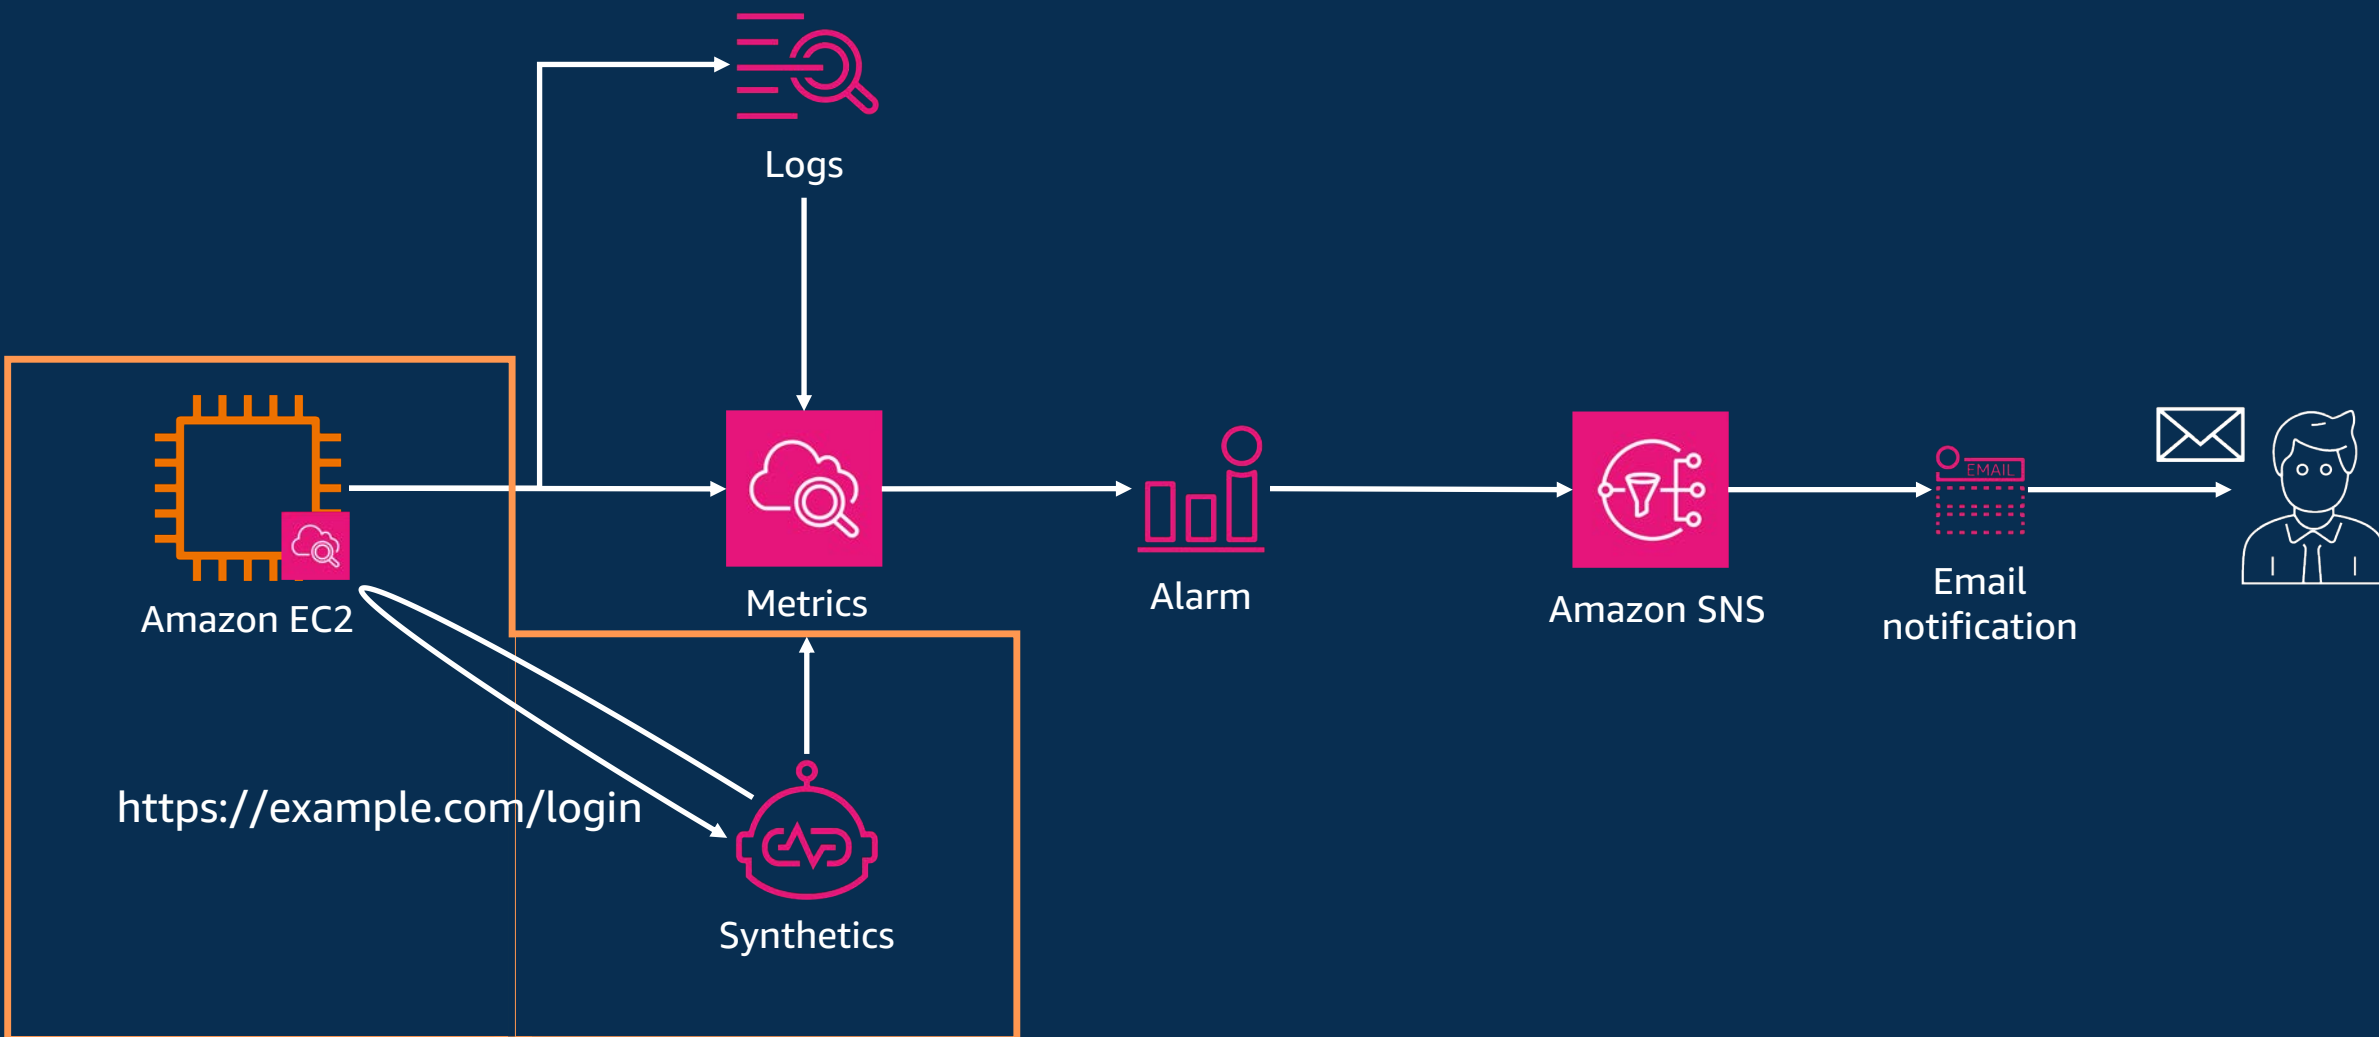 Logs
Amazon EC2
Metrics
Alarm
Amazon SNS
EMAIL
Email
notification
https://example.com/login
Synthetics